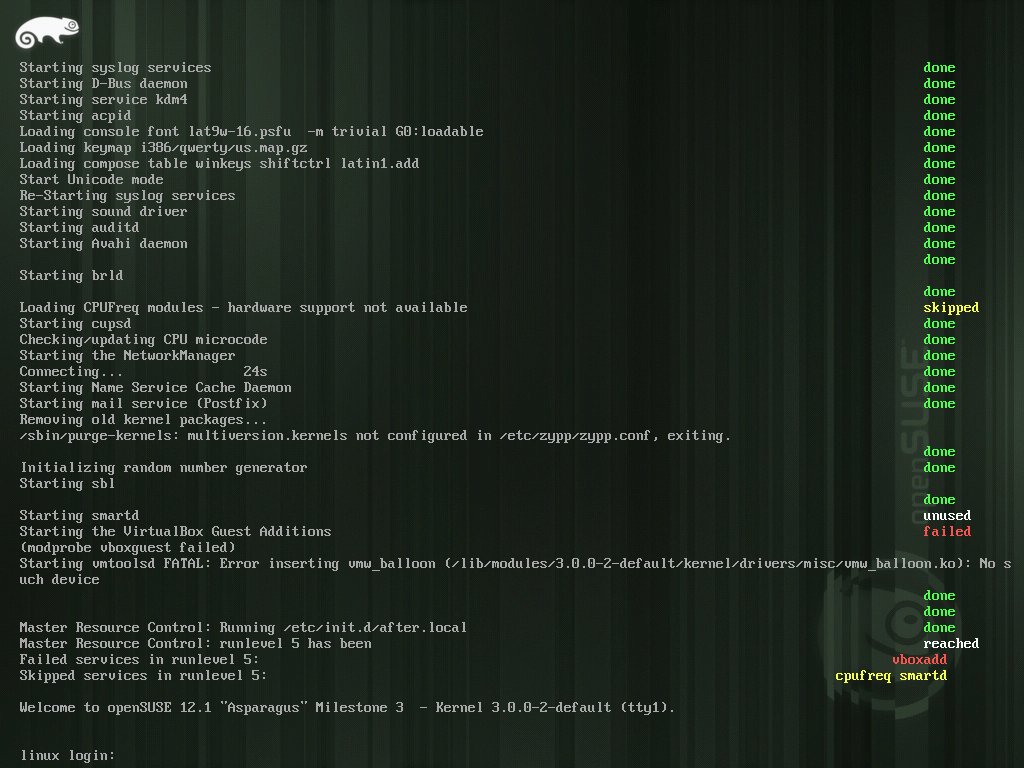 Starting syslog services done
Starting D-Bus daemon done
Starting service kdm4 done
Starting acpid done
Loading console font lat9w-16.psfu  -m trivial G0:loadable done
Loading keymap i386/qwerty/us.map.gz done
Loading compose table winkeys shiftctrl latin1.add done
Start Unicode mode done
Re-Starting syslog services done
Starting sound driver done
Starting auditd done
Starting Avahi daemon done
done
Starting brld
done
Loading CPUFreq modules - hardware support not available skipped
Starting cupsd done
Checking/updating CPU microcode done
Starting the NetworkManager done
Connecting... 24s done
Starting Name Service Cache Daemon done
Starting mail service (Postfix) done
Removing old kernel packages...
/sbin/purge-kernels: multiversion.kernels not configured in /etc/zypp/zypp.conf, exiting.
done
Initializing random number generator done
Starting sbl
done
Starting smartd unused
Starting the VirtualBox Guest Additions failed
(modprobe vboxguest failed)
Starting vmtoolsd FATAL: Error inserting vmw_balloon (/lib/modules/3.0.0-2-default/kernel/drivers/misc/vmw_balloon.ko): No s
uch device
done
done
Master Resource Control: Running /etc/init.d/after.local done
Master Resource Control: runlevel 5 has been reached
Failed services in runlevel 5: vboxadd
Skipped services in runlevel 5: cpufreq smartd
Welcome to openSUSE 12.1 "Asparagus" Milestone 3  - Kernel 3.0.0-2-default (tty1).
linux login:
openSUSE